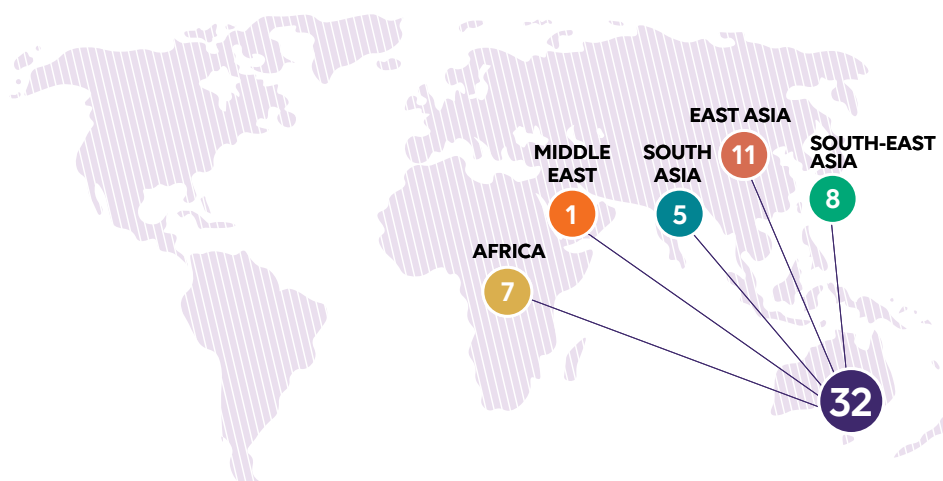 EAST ASIA
11
SOUTH-EAST
ASIA
8
MIDDLE
EAST
1
SOUTH
ASIA
5
AFRICA
7
32